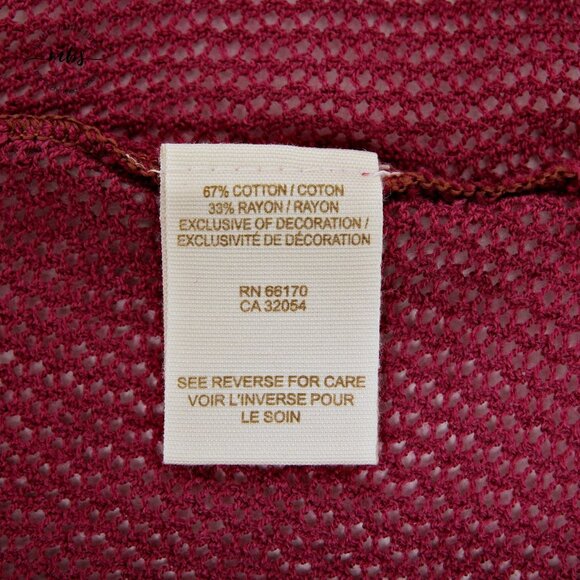 67% COTTON / COTON
33% RAYON / RAYON
EXCLUSIVE OF DECORATION /
EXCLUSIVITÉ DE DÉCORATION
RN 66170
CA 32054
SEE REVERSE FOR CARE
VOIR L'INVERSE POUR
LE SOIN